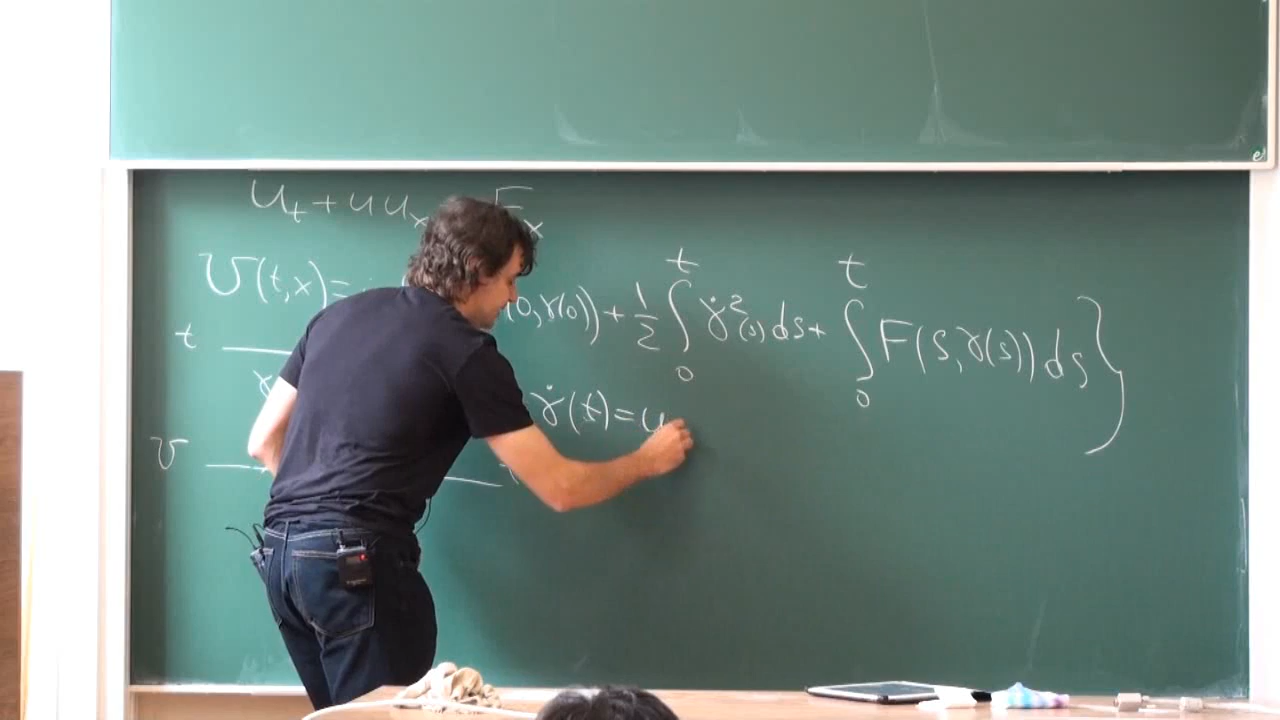 u_t + u u_x F_x
U(t,x) = (0,γ(0)) + 1/2 ∫_0^t γ̇²(s) ds + ∫_0^t F(s,γ(s)) ds }
t
γ̇(t) = u
v